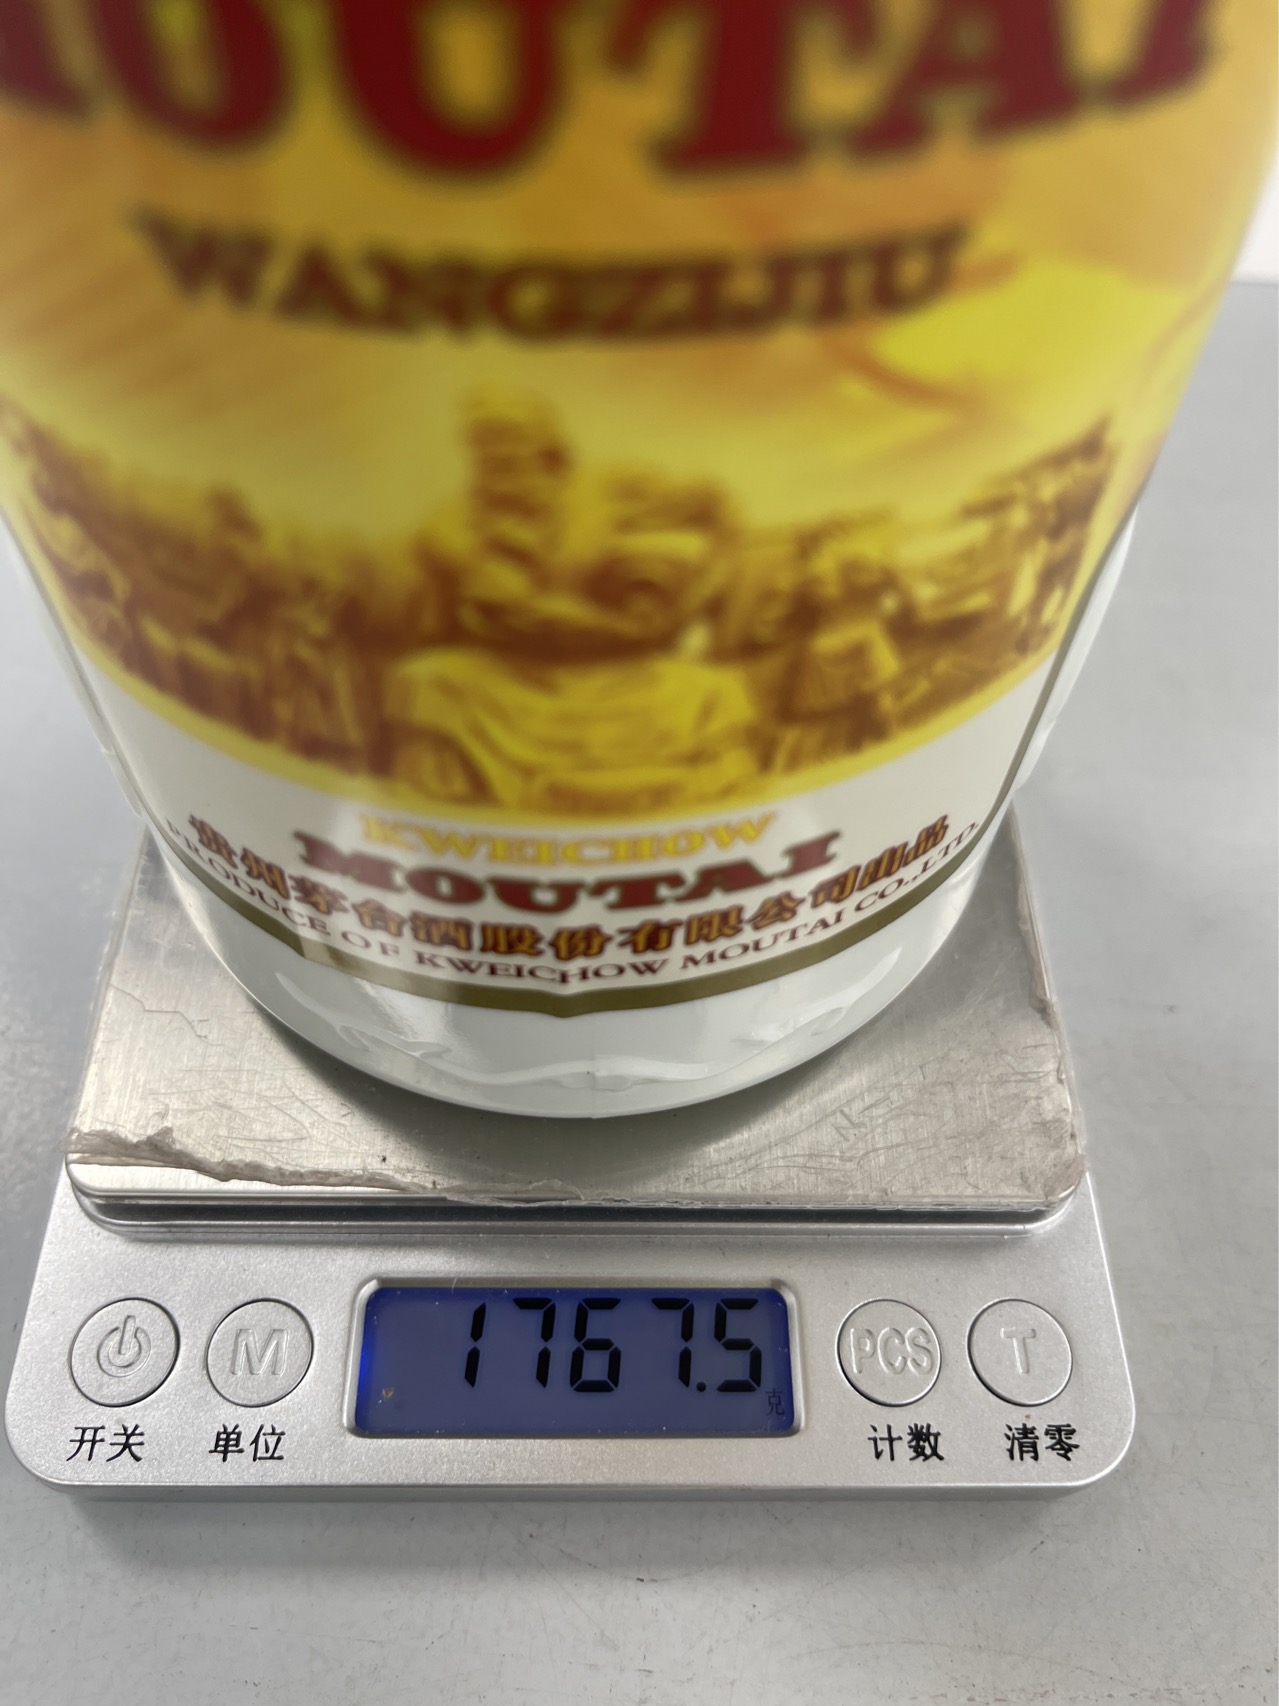 MOUTAI
WANGZIJIU
KWEICHOW
MOUTAI
贵州茅台酒股份有限公司出品
PRODUCE OF KWEICHOW MOUTAI CO.,LTD.
1767.5
克
M
PCS
T
开关
单位
计数
清零